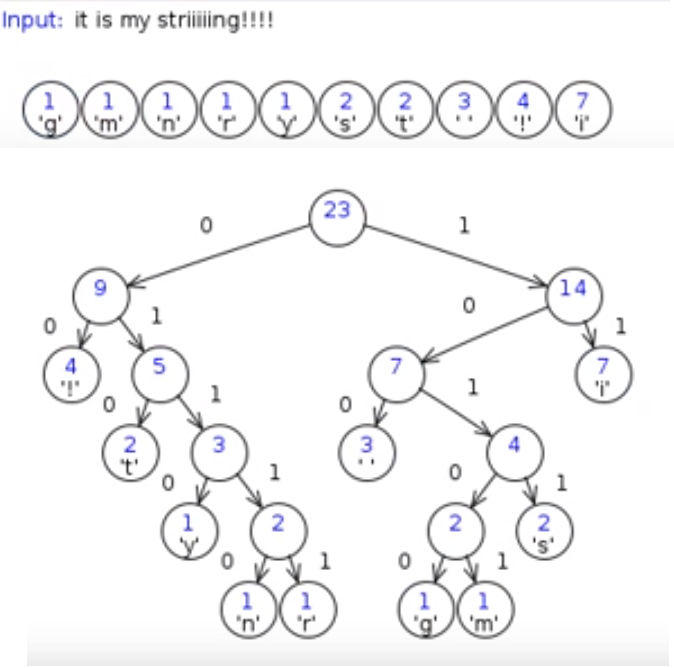 Input: it is my striiiiing!!!!
1 1 1 1 1 2 2 3 4 7
'g' 'm' 'n' 'r' 'y' 's' 't' ' ' '!' 'i'
23
0 1
9 14
0 1 0 1
4 5 7 7
'!' 'i'
0 1 0 1
2 3 3 4
't' ' '
0 1 0 1
1 2 2 2
'y' 's'
0 1 0 1
1 1 1 1
'n' 'r' 'g' 'm'